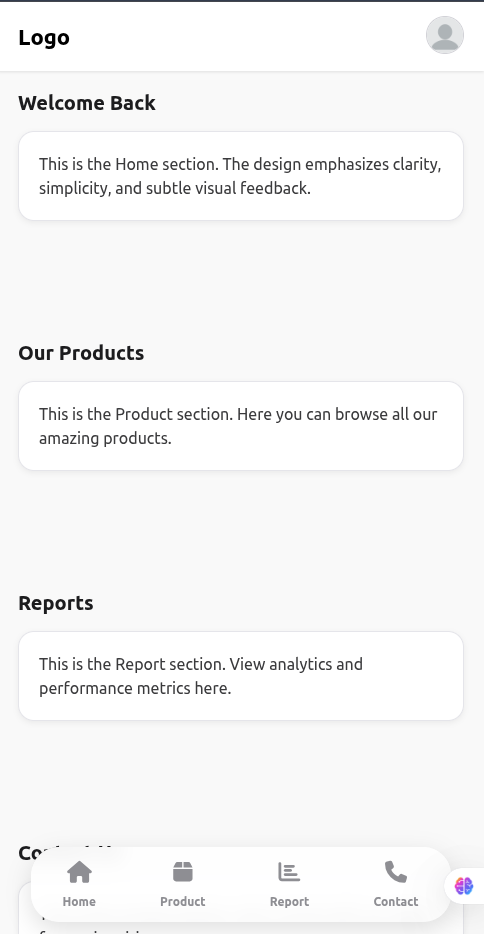 Logo
Welcome Back
This is the Home section. The design emphasizes clarity,
simplicity, and subtle visual feedback.
Our Products
This is the Product section. Here you can browse all our
amazing products.
Reports
This is the Report section. View analytics and
performance metrics here.
Home
Product
Report
Contact